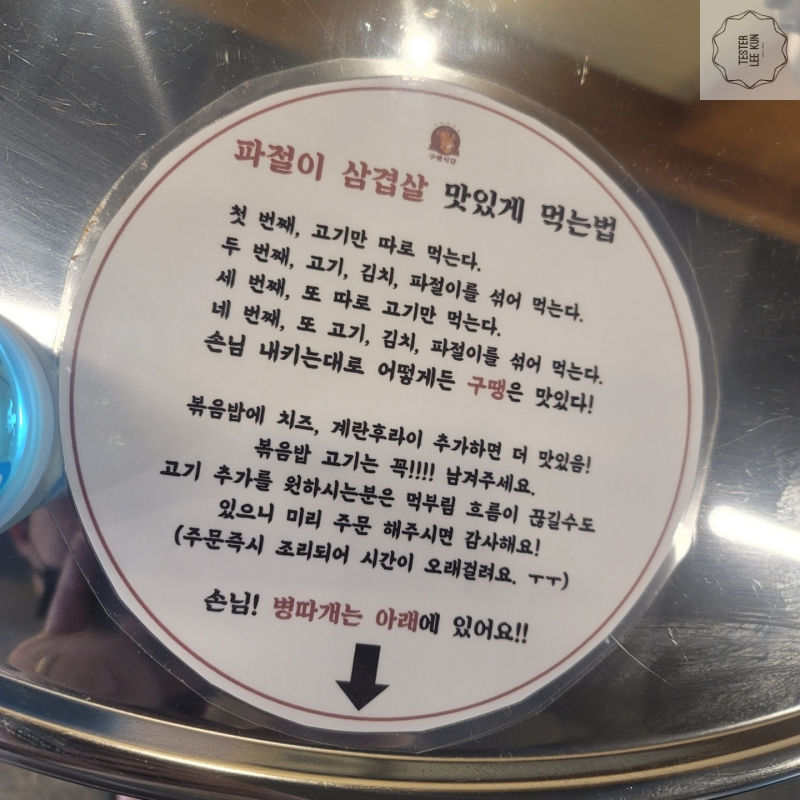 TESTER
LEE KUN
구땡식당
파절이 삼겹살 맛있게 먹는법
첫 번째, 고기만 따로 먹는다.
두 번째, 고기, 김치, 파절이를 섞어 먹는다.
세 번째, 또 따로 고기만 먹는다.
네 번째, 또 고기, 김치, 파절이를 섞어 먹는다.
손님 내키는대로 어떻게든 구땡은 맛있다!
볶음밥에 치즈, 계란후라이 추가하면 더 맛있음!
볶음밥 고기는 꼭!!!! 남겨주세요.
고기 추가를 원하시는분은 먹부림 흐름이 끊길수도
있으니 미리 주문 해주시면 감사해요!
(주문즉시 조리되어 시간이 오래걸려요. ㅜㅜ)
손님! 병따개는 아래에 있어요!!